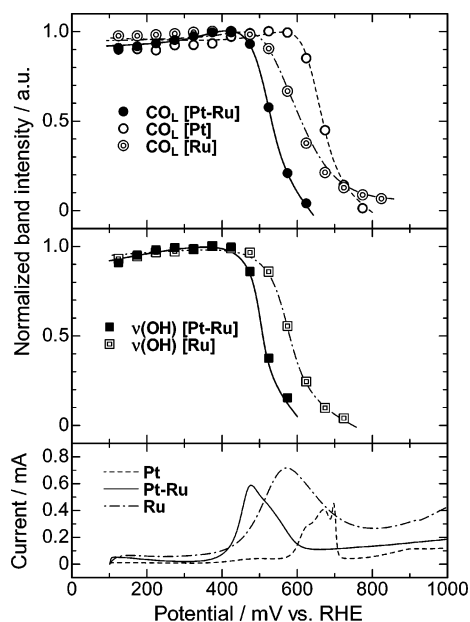 Normalized band intensity / a.u.
1.0
0.5
0
CO_L [Pt-Ru]
CO_L [Pt]
CO_L [Ru]
1.0
0.5
0
ν(OH) [Pt-Ru]
ν(OH) [Ru]
Current / mA
0.8
0.6
0.4
0.2
0
Pt
Pt-Ru
Ru
0 200 400 600 800 1000
Potential / mV vs. RHE